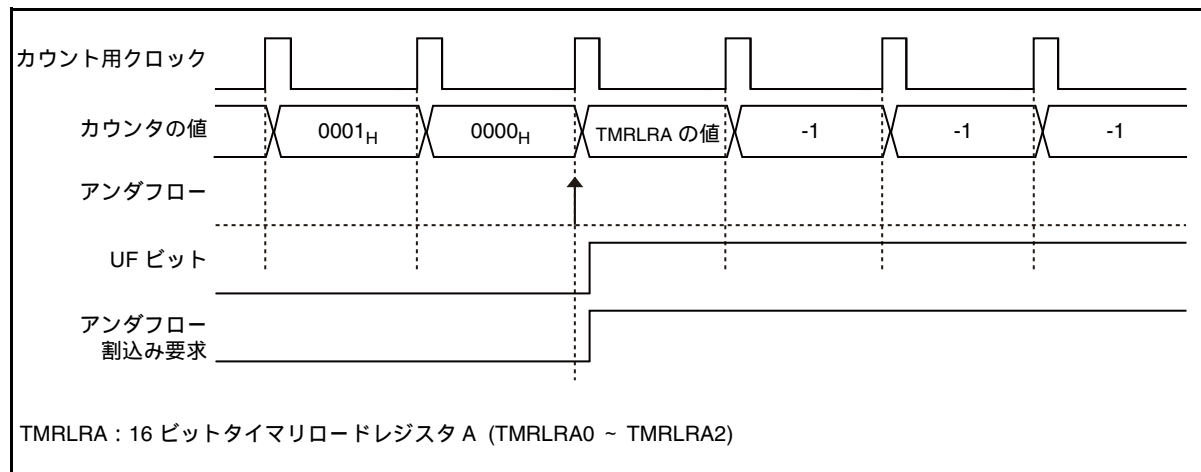 カウント用クロック
カウンタの値
0001H
0000H
TMRLRA の値
-1
-1
-1
アンダフロー
UF ビット
アンダフロー
割込み要求
TMRLRA : 16 ビットタイマリロードレジスタ A (TMRLRA0 ~ TMRLRA2)